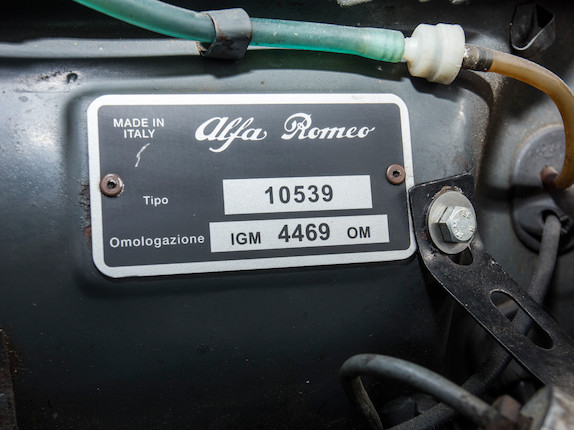 MADE IN
ITALY
Alfa Romeo
Tipo 10539
Omologazione IGM 4469 OM